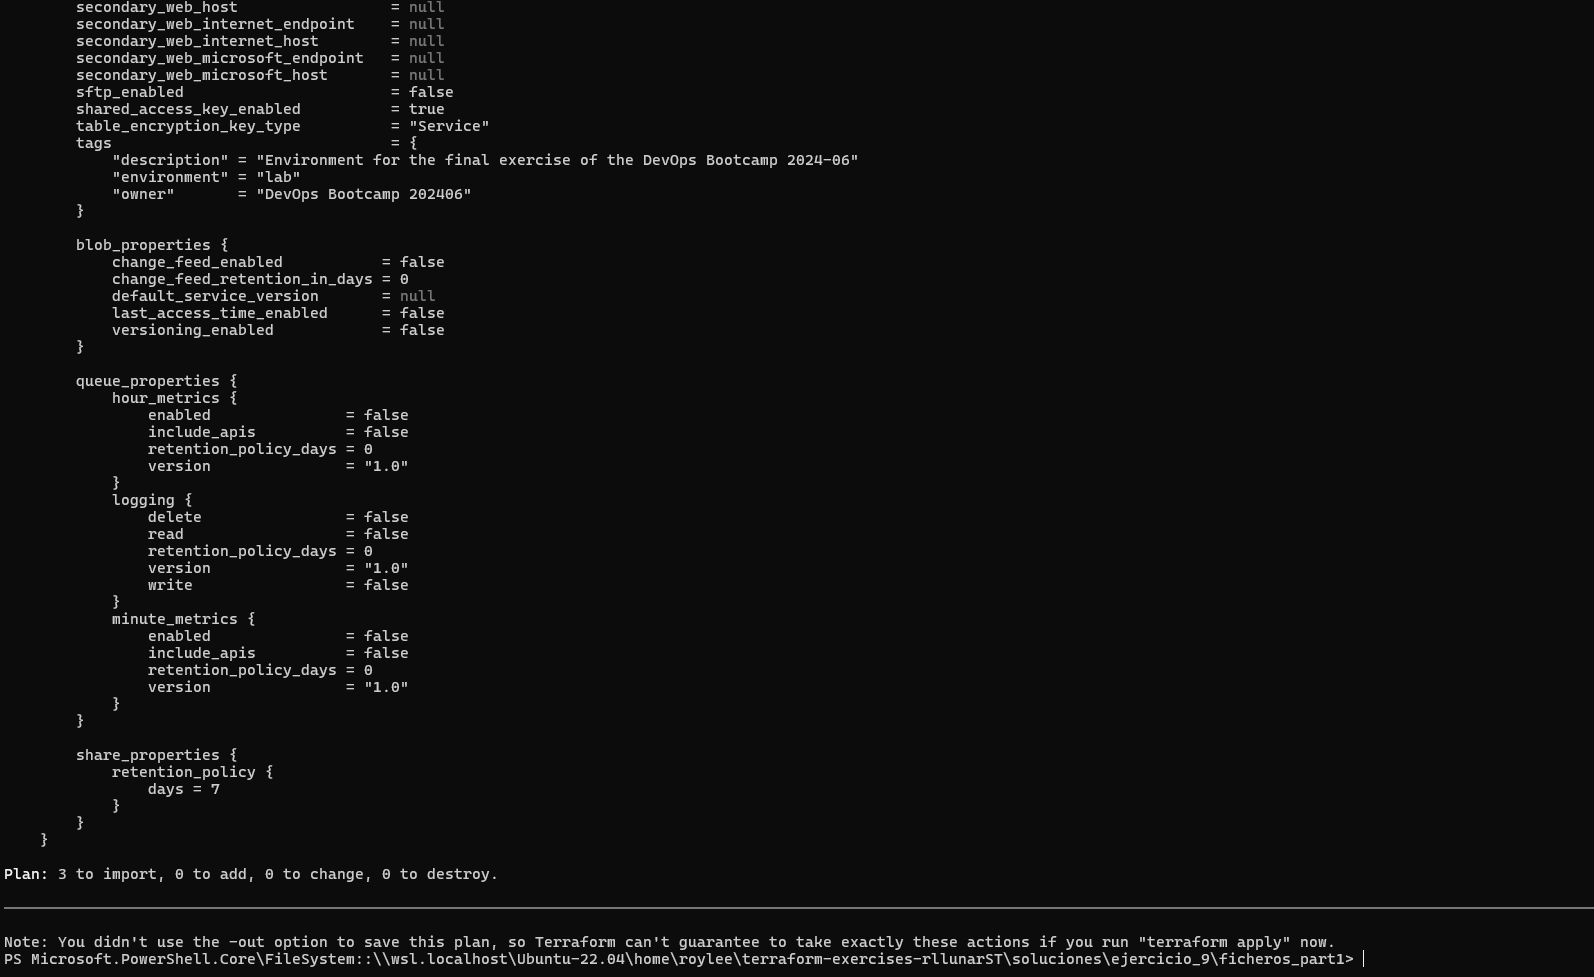 secondary_web_host = null
secondary_web_internet_endpoint = null
secondary_web_internet_host = null
secondary_web_microsoft_endpoint = null
secondary_web_microsoft_host = null
sftp_enabled = false
shared_access_key_enabled = true
table_encryption_key_type = "Service"
tags = {
"description" = "Environment for the final exercise of the DevOps Bootcamp 2024-06"
"environment" = "lab"
"owner" = "DevOps Bootcamp 202406"
}
blob_properties {
change_feed_enabled = false
change_feed_retention_in_days = 0
default_service_version = null
last_access_time_enabled = false
versioning_enabled = false
}
queue_properties {
hour_metrics {
enabled = false
include_apis = false
retention_policy_days = 0
version = "1.0"
}
logging {
delete = false
read = false
retention_policy_days = 0
version = "1.0"
write = false
}
minute_metrics {
enabled = false
include_apis = false
retention_policy_days = 0
version = "1.0"
}
}
share_properties {
retention_policy {
days = 7
}
}
}
Plan: 3 to import, 0 to add, 0 to change, 0 to destroy.
Note: You didn't use the -out option to save this plan, so Terraform can't guarantee to take exactly these actions if you run "terraform apply" now.
PS Microsoft.PowerShell.Core\FileSystem::\\wsl.localhost\Ubuntu-22.04\home\roylee\terraform-exercises-rllunarST\soluciones\ejercicio_9\ficheros_part1>